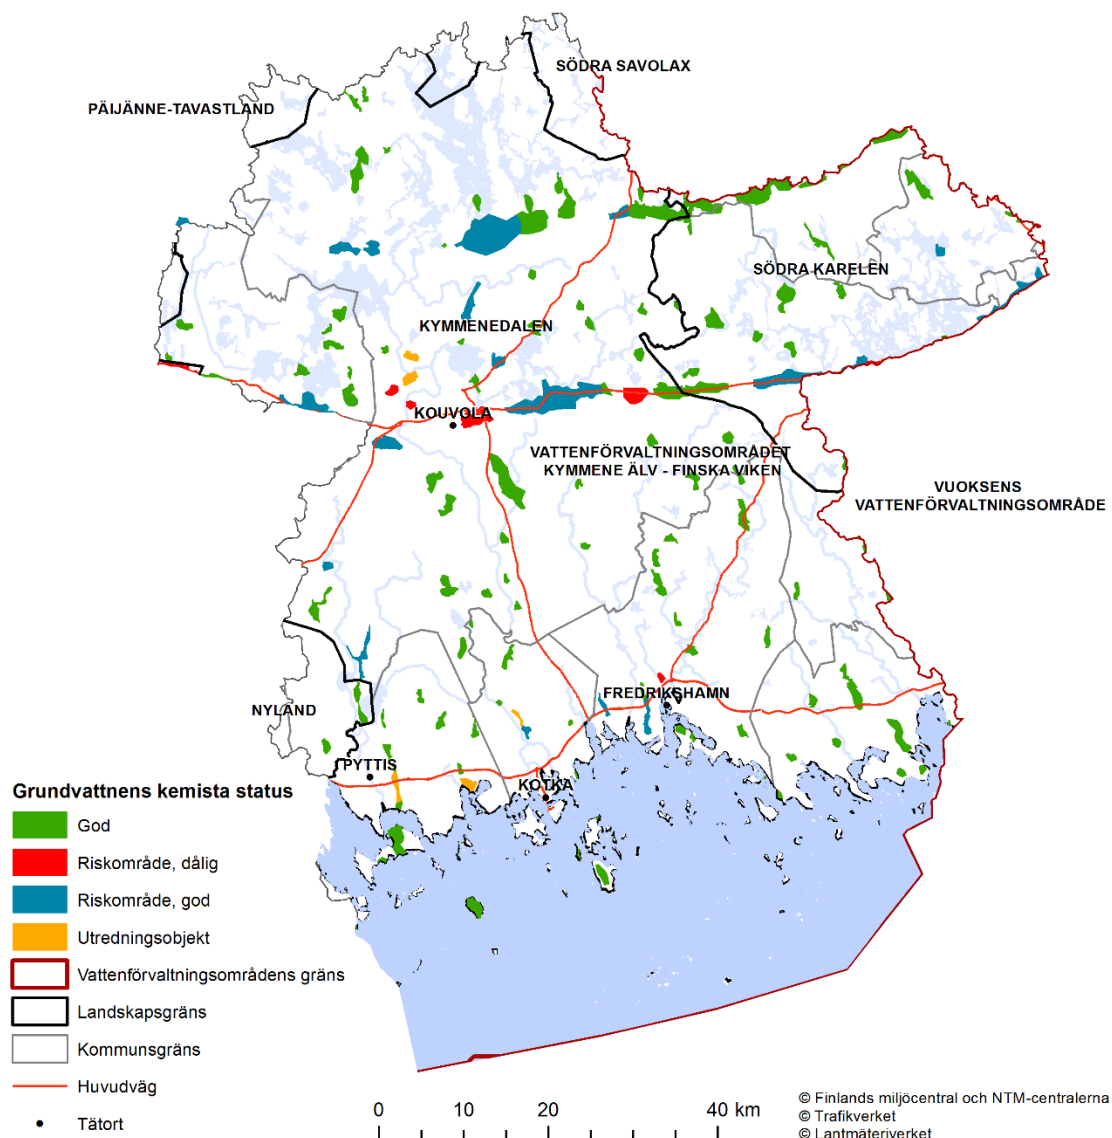 SÖDRA SAVOLAX
PÄIJÄNNE-TAVASTLAND
SÖDRA KARELEN
KYMMENEDALEN
KOUVOLA
VATTENFÖRVALTNINGSOMRÅDET
KYMMENE ÄLV - FINSKA VIKEN
VUOKSENS
VATTENFÖRVALTNINGSOMRÅDE
FREDRIKSHAMN
NYLAND
PYTTIS
KOTKA
Grundvattnens kemista status
God
Riskområde, dålig
Riskområde, god
Utredningsobjekt
Vattenförvaltningsområdens gräns
Landskapsgräns
Kommunsgräns
Huvudväg
Tätort
0 10 20 40 km
© Finlands miljöcentral och NTM-centralerna
© Trafikverket
© Lantmäteriverket